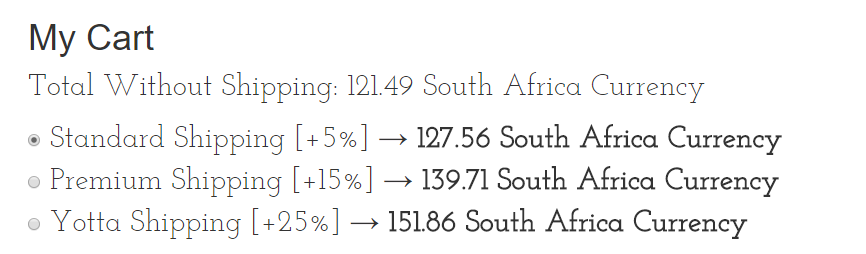 My Cart
Total Without Shipping: 121.49 South Africa Currency
Standard Shipping [+5%] → 127.56 South Africa Currency
Premium Shipping [+15%] → 139.71 South Africa Currency
Yotta Shipping [+25%] → 151.86 South Africa Currency